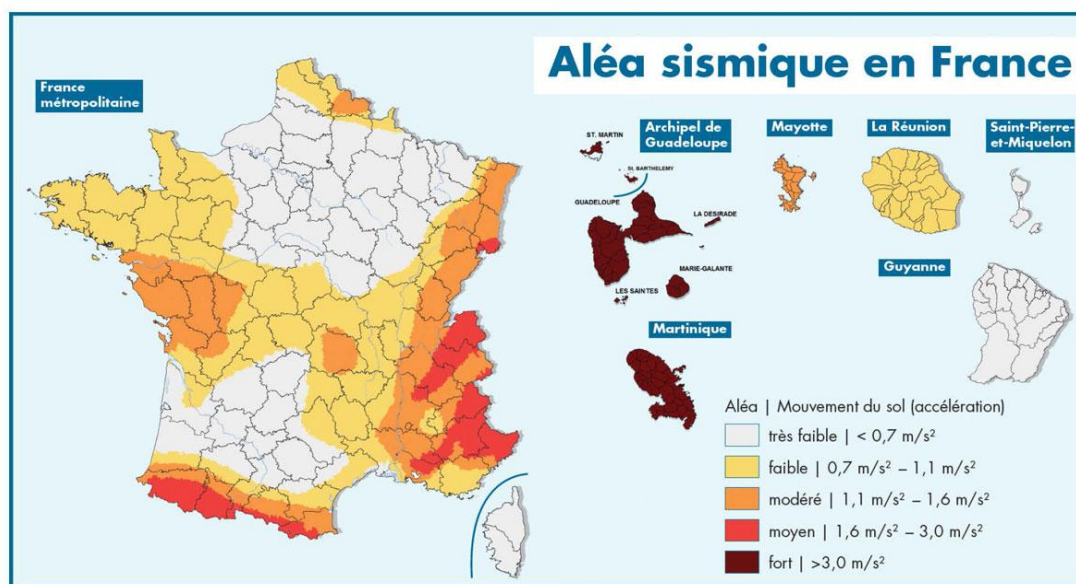 Aléa sismique en France
France
métropolitaine
ST. MARTIN
Archipel de
Guadeloupe
Mayotte
La Réunion
Saint-Pierre-
et-Miquelon
St. BARTHELEMY
GUADELOUPE
LA DESIRADE
MARIE-GALANTE
LES SAINTES
Guyanne
Martinique
Aléa | Mouvement du sol (accélération)
très faible | < 0,7 m/s²
faible | 0,7 m/s² – 1,1 m/s²
modéré | 1,1 m/s² – 1,6 m/s²
moyen | 1,6 m/s² – 3,0 m/s²
fort | >3,0 m/s²